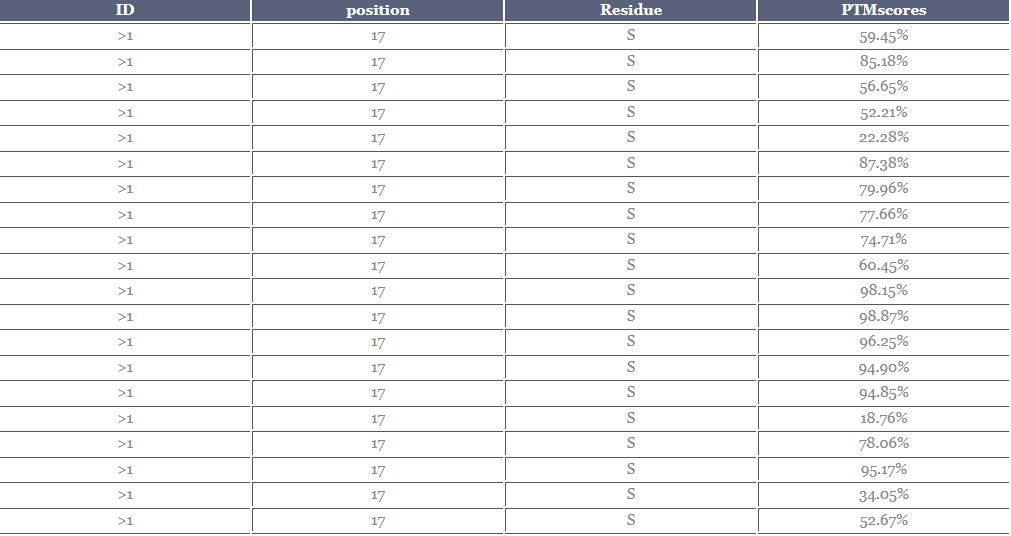 ID position Residue PTMscores
>1 17 S 59.45%
>1 17 S 85.18%
>1 17 S 56.65%
>1 17 S 52.21%
>1 17 S 22.28%
>1 17 S 87.38%
>1 17 S 79.96%
>1 17 S 77.66%
>1 17 S 74.71%
>1 17 S 60.45%
>1 17 S 98.15%
>1 17 S 98.87%
>1 17 S 96.25%
>1 17 S 94.90%
>1 17 S 94.85%
>1 17 S 18.76%
>1 17 S 78.06%
>1 17 S 95.17%
>1 17 S 34.05%
>1 17 S 52.67%